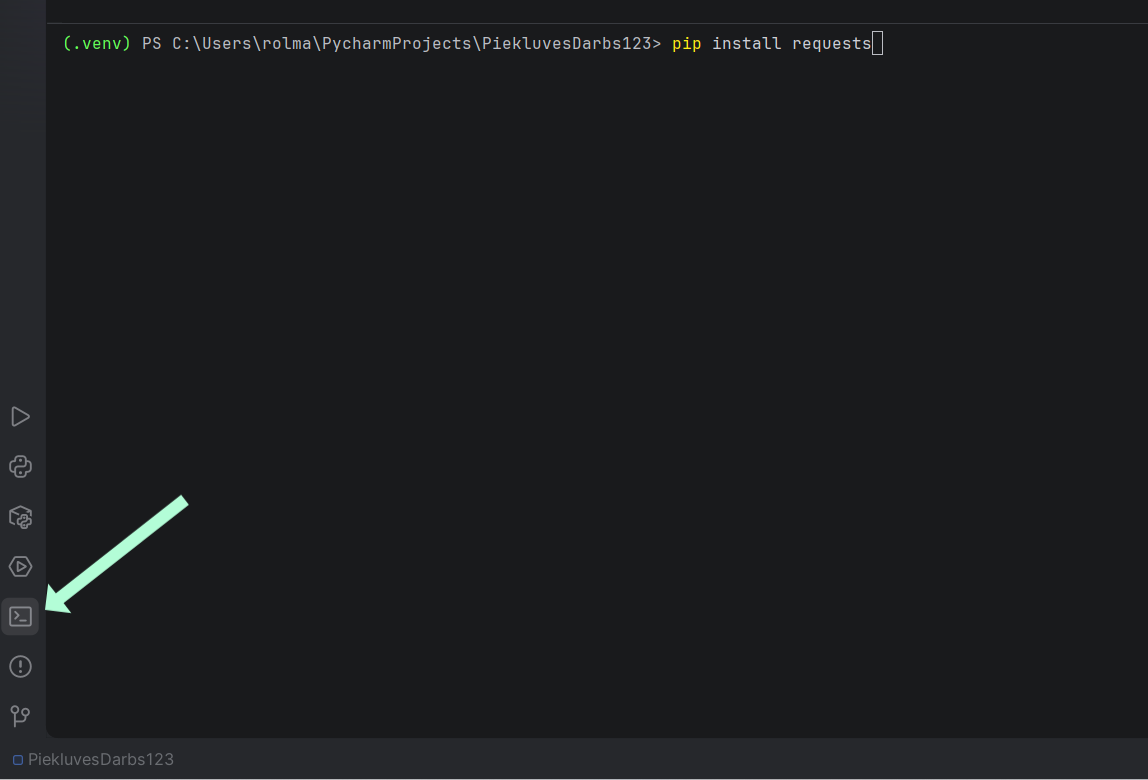 (.venv) PS C:\Users\rolma\PycharmProjects\PiekluvesDarbs123> pip install requests
PiekluvesDarbs123